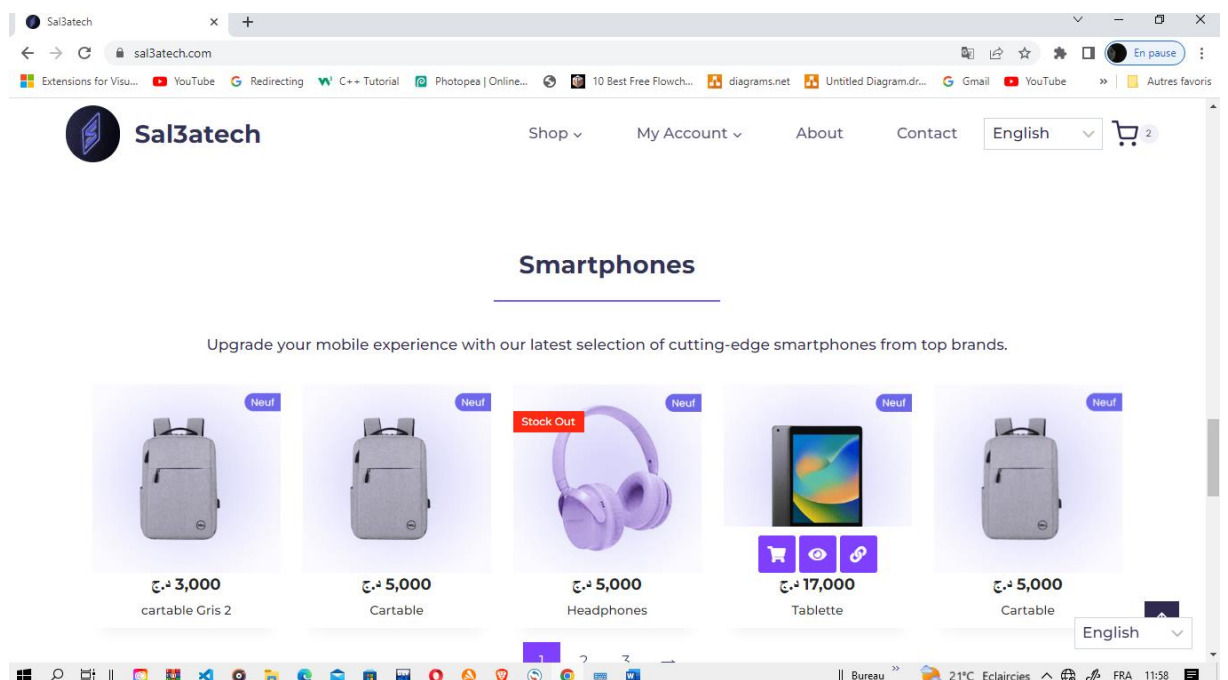 Sal3atech
sal3atech.com
En pause
Extensions for Visu... YouTube Redirecting C++ Tutorial Photopea | Online... 10 Best Free Flowch... diagrams.net Untitled Diagram.dr... Gmail YouTube » Autres favoris
Sal3atech Shop My Account About Contact English 2
Smartphones
Upgrade your mobile experience with our latest selection of cutting-edge smartphones from top brands.
Neuf Neuf Neuf Neuf Neuf
Stock Out
3,000 د.ج 5,000 د.ج 5,000 د.ج 17,000 د.ج 5,000 د.ج
cartable Gris 2 Cartable Headphones Tablette Cartable
English
1 2 3 →
Bureau » 21°C Eclaircies FRA 11:58